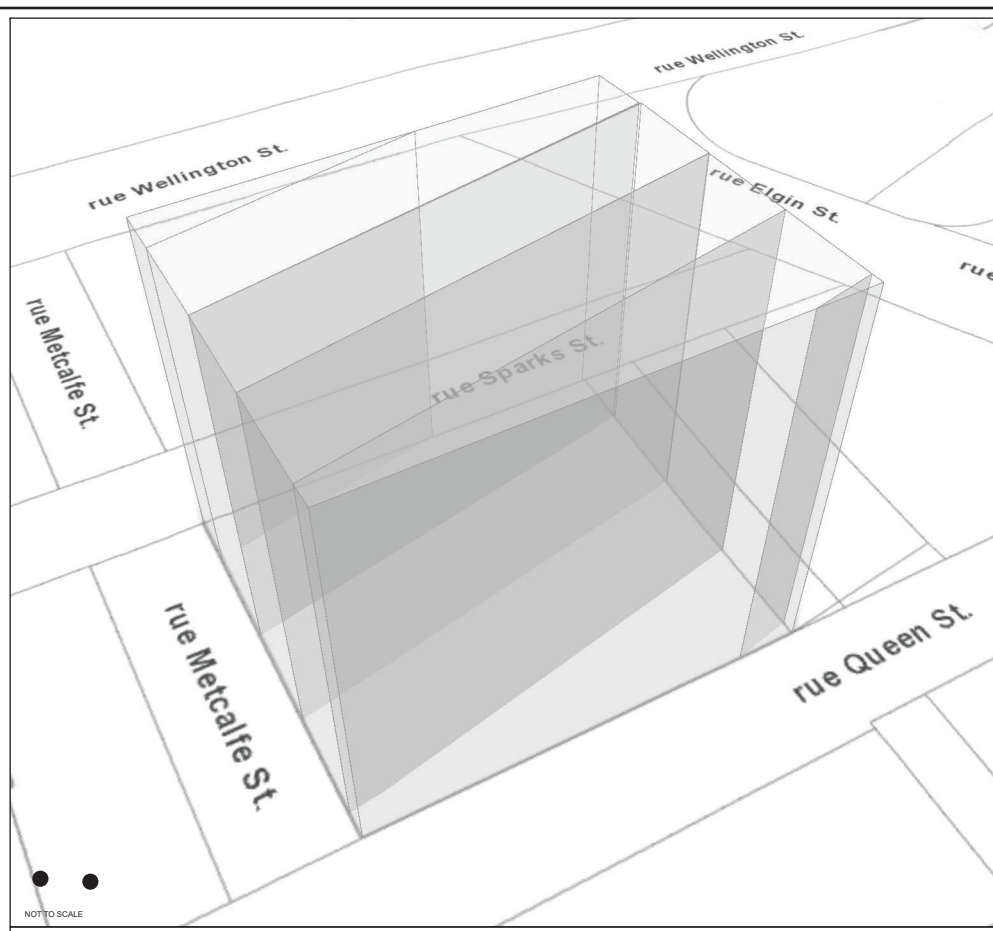 rue Wellington St.
rue Wellington St.
rue Elgin St.
rue
rue Metcalfe St.
rue Sparks St.
rue Metcalfe St.
rue Queen St.
NOT TO SCALE